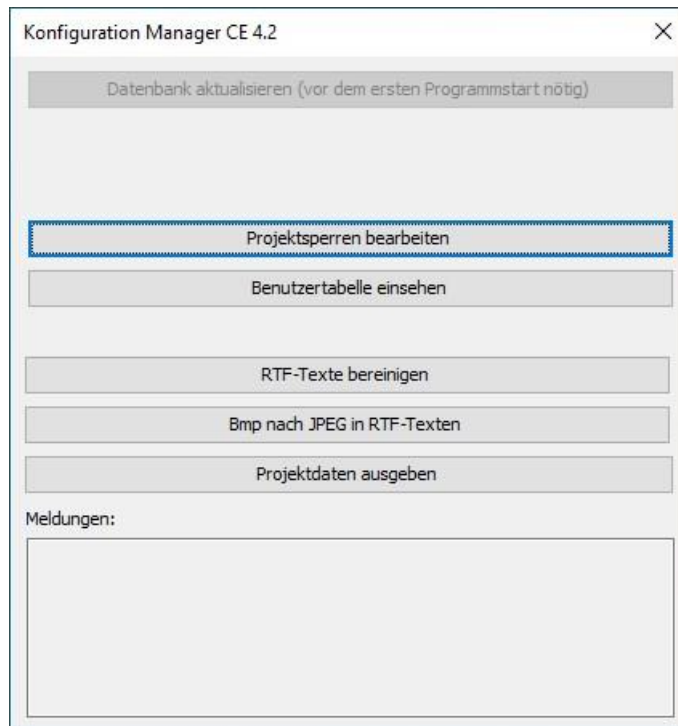 Konfiguration Manager CE 4.2
Datenbank aktualisieren (vor dem ersten Programmstart nötig)
Projektsperren bearbeiten
Benutzertabelle einsehen
RTF-Texte bereinigen
Bmp nach JPEG in RTF-Texten
Projektdaten ausgeben
Meldungen: